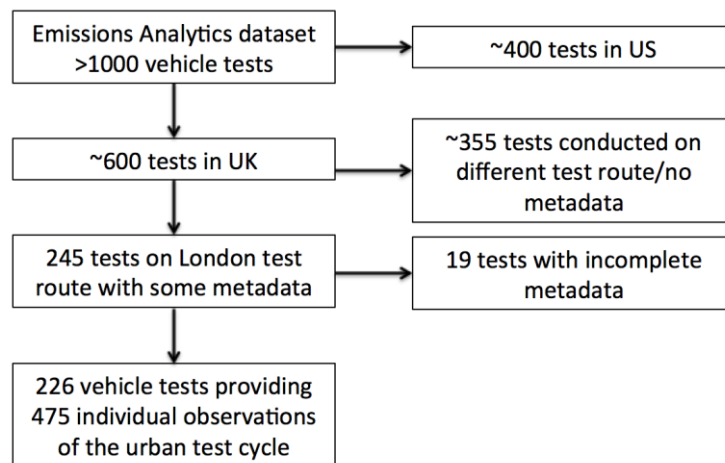 Emissions Analytics dataset
>1000 vehicle tests
~400 tests in US
~600 tests in UK
~355 tests conducted on
different test route/no
metadata
245 tests on London test
route with some metadata
19 tests with incomplete
metadata
226 vehicle tests providing
475 individual observations
of the urban test cycle